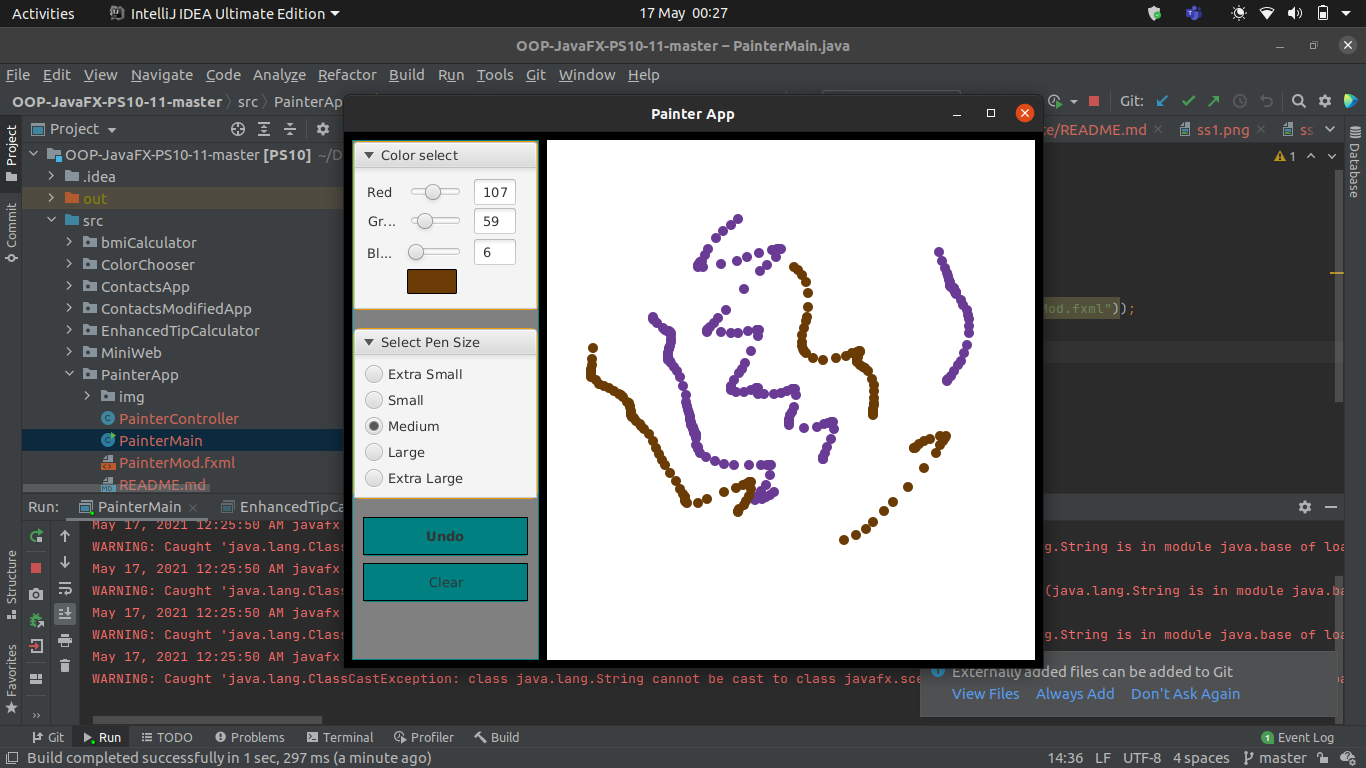 Activities IntelliJ IDEA Ultimate Edition 17 May 00:27
OOP-JavaFX-PS10-11-master – PainterMain.java
File Edit View Navigate Code Analyze Refactor Build Run Tools Git Window Help
OOP-JavaFX-PS10-11-master src PainterAp Git:
Painter App
Project /README.md ss1.png ss
OOP-JavaFX-PS10-11-master [PS10] ~/D 1
.idea
out
src
bmiCalculator
ColorChooser
ContactsApp
ContactsModifiedApp
EnhancedTipCalculator
MiniWeb
PainterApp
img
PainterController
PainterMain
PainterMod.fxml
README.md
Color select
Red 107
Gr... 59
Bl... 6
Select Pen Size
Extra Small
Small
Medium
Large
Extra Large
Undo
Clear
.fxml"));
Project
Commit
Structure
Favorites
Database
Run: PainterMain EnhancedTipCa
May 17, 2021 12:25:50 AM javafx
WARNING: Caught 'java.lang.Class g.String is in module java.base of loa
May 17, 2021 12:25:50 AM javafx
WARNING: Caught 'java.lang.Class (java.lang.String is in module java.ba
May 17, 2021 12:25:50 AM javafx
WARNING: Caught 'java.lang.Class g.String is in module java.base of loa
May 17, 2021 12:25:50 AM javafx
WARNING: Caught 'java.lang.ClassCastException: class java.lang.String cannot be cast to class javafx.sce
Externally added files can be added to Git
View Files Always Add Don't Ask Again
Git Run TODO Problems Terminal Profiler Build 1 Event Log
Build completed successfully in 1 sec, 297 ms (a minute ago) 14:36 LF UTF-8 4 spaces master